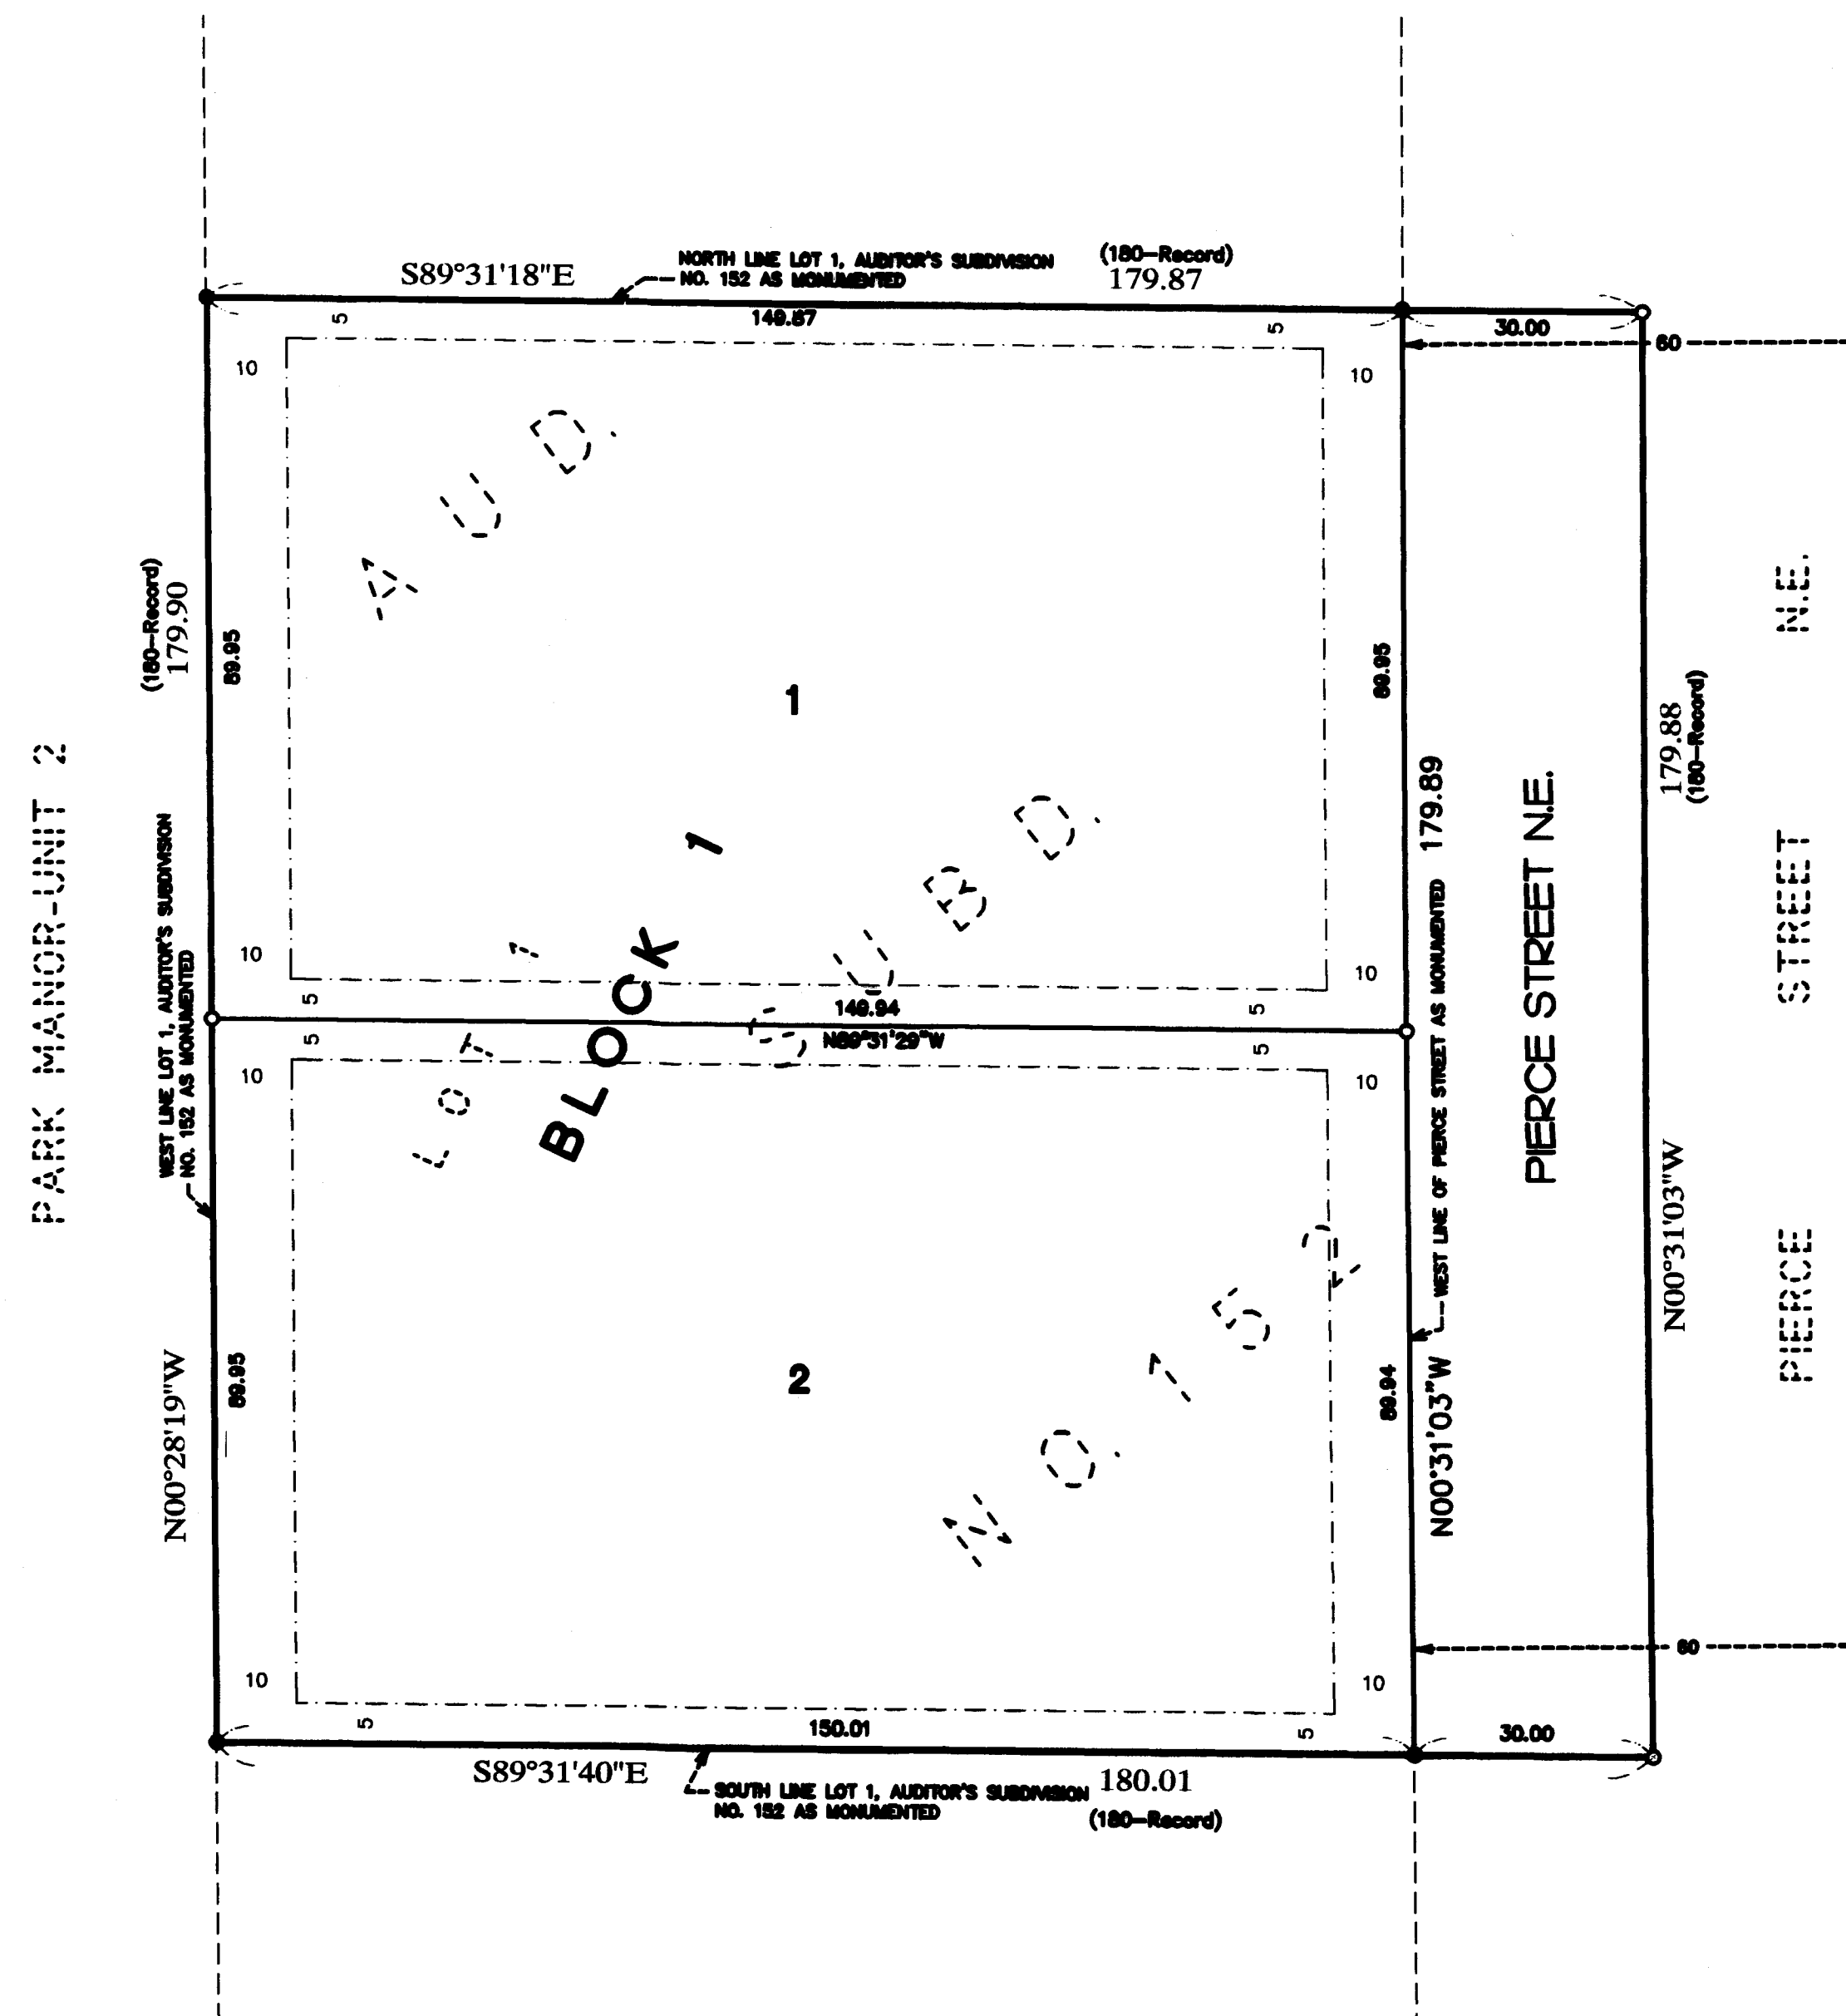 S89°31'18"E
NORTH LINE LOT 1, AUDITOR'S SUBDIVISION
NO. 152 AS MONUMENTED
(180-Record)
179.87
5
149.87
5
30.00
10
10
60
AUD.
(180-Record)
179.90
89.95
89.95
1
179.88
(180-Record)
PARK MANOR-UNIT 2
WEST LINE LOT 1, AUDITOR'S SUBDIVISION
NO. 152 AS MONUMENTED
LOT 1
BLOCK 1
SUBD.
179.89
WEST LINE OF PIERCE STREET AS MONUMENTED
N00°31'03"W
PIERCE STREET N.E.
PIERCE STREET N.E.
10
10
5
149.94
5
5
N89°31'29"W
5
10
10
N00°31'03"W
N00°28'19"W
89.95
2
NO. 152
89.94
10
10
60
5
150.01
5
30.00
S89°31'40"E
SOUTH LINE LOT 1, AUDITOR'S SUBDIVISION
NO. 152 AS MONUMENTED
180.01
(180-Record)